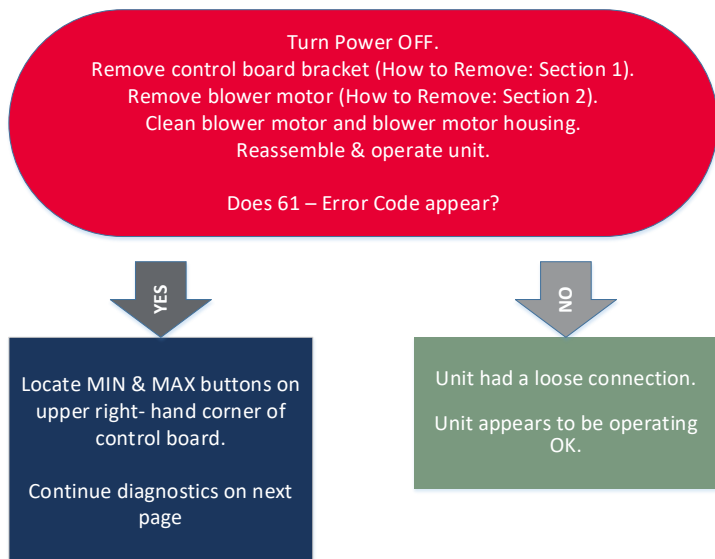 Turn Power OFF.
Remove control board bracket (How to Remove: Section 1).
Remove blower motor (How to Remove: Section 2).
Clean blower motor and blower motor housing.
Reassemble & operate unit.
Does 61 – Error Code appear?
YES
NO
Locate MIN & MAX buttons on
upper right- hand corner of
control board.
Continue diagnostics on next
page
Unit had a loose connection.
Unit appears to be operating
OK.